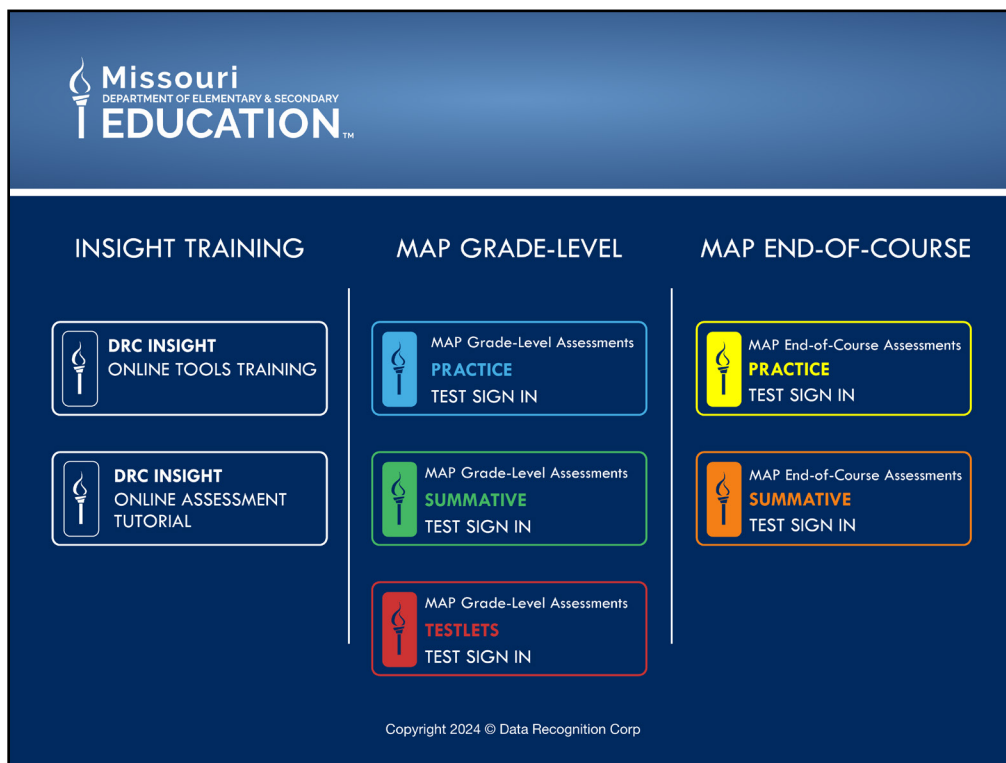 Missouri
DEPARTMENT OF ELEMENTARY & SECONDARY
EDUCATION™
INSIGHT TRAINING
DRC INSIGHT
ONLINE TOOLS TRAINING
DRC INSIGHT
ONLINE ASSESSMENT
TUTORIAL
MAP GRADE-LEVEL
MAP Grade-Level Assessments
PRACTICE
TEST SIGN IN
MAP Grade-Level Assessments
SUMMATIVE
TEST SIGN IN
MAP Grade-Level Assessments
TESTLETS
TEST SIGN IN
MAP END-OF-COURSE
MAP End-of-Course Assessments
PRACTICE
TEST SIGN IN
MAP End-of-Course Assessments
SUMMATIVE
TEST SIGN IN
Copyright 2024 © Data Recognition Corp